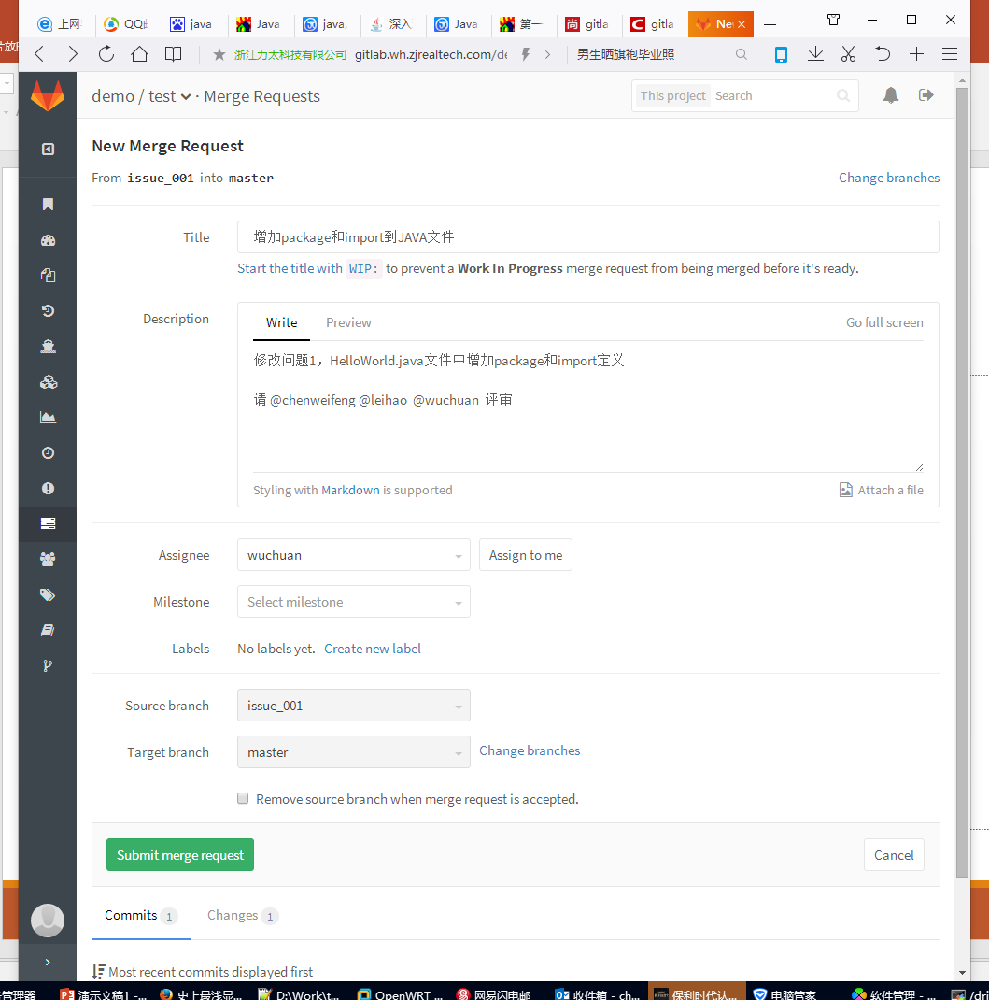 上网 QQ邮 java Java java. 深入 Java 第一 gitla gitla Ne
浙江力太科技有限公司 gitlab.wh.zjrealtech.com/de 男生晒旗袍毕业照
demo / test · Merge Requests This project Search
New Merge Request
From issue_001 into master Change branches
Title 增加package和import到JAVA文件
Start the title with WIP: to prevent a Work In Progress merge request from being merged before it's ready.
Description Write Preview Go full screen
修改问题1，HelloWorld.java文件中增加package和import定义
请 @chenweifeng @leihao @wuchuan 评审
Styling with Markdown is supported Attach a file
Assignee wuchuan Assign to me
Milestone Select milestone
Labels No labels yet. Create new label
Source branch issue_001
Target branch master Change branches
Remove source branch when merge request is accepted.
Submit merge request Cancel
Commits 1 Changes 1
Most recent commits displayed first
管理器 演示文稿1 -... 史上最浅显... D:\Work\t... OpenWRT ... 网易闪电邮 收件箱 - ch... 保利时代认... 电脑管家 软件管理 - ... /dri